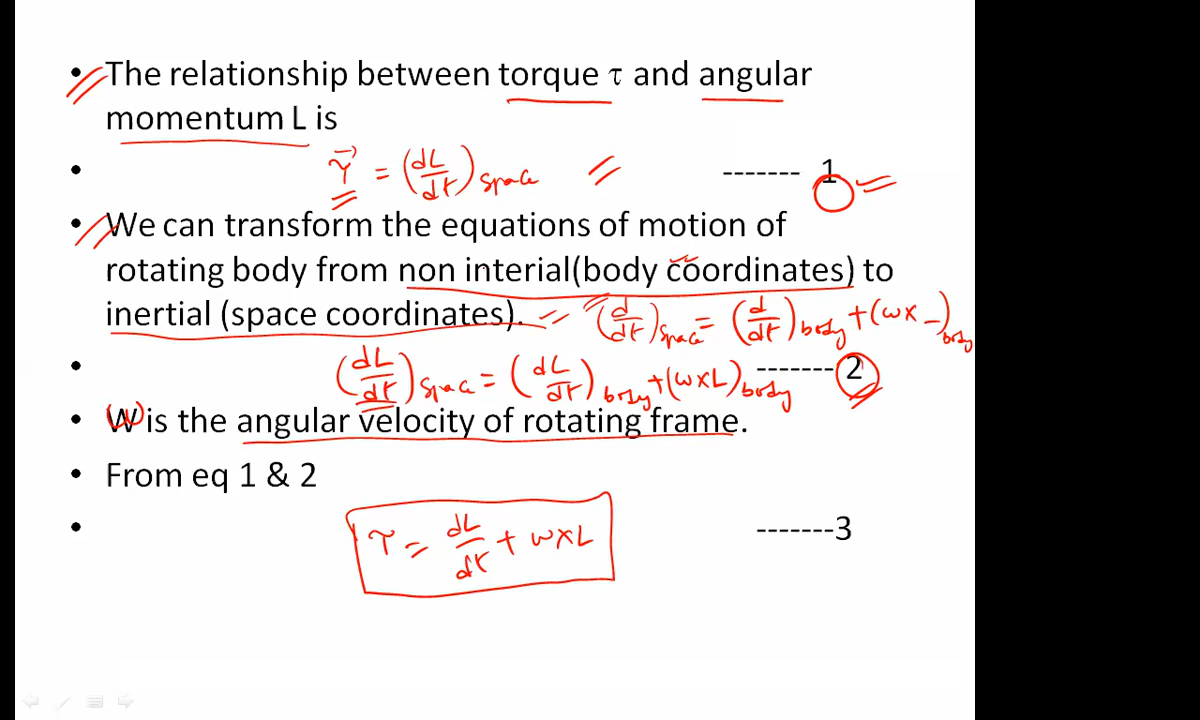 • The relationship between torque τ and angular
momentum L is
• τ⃗ = (dL/dt)space ------- 1
• We can transform the equations of motion of
rotating body from non interial(body coordinates) to
inertial (space coordinates). (d/dt)space = (d/dt)body + (ω× _)body
• (dL/dt)space = (dL/dt)body + (ω×L)body -------2
• W is the angular velocity of rotating frame.
• From eq 1 & 2
• τ = dL/dt + ω×L -------3